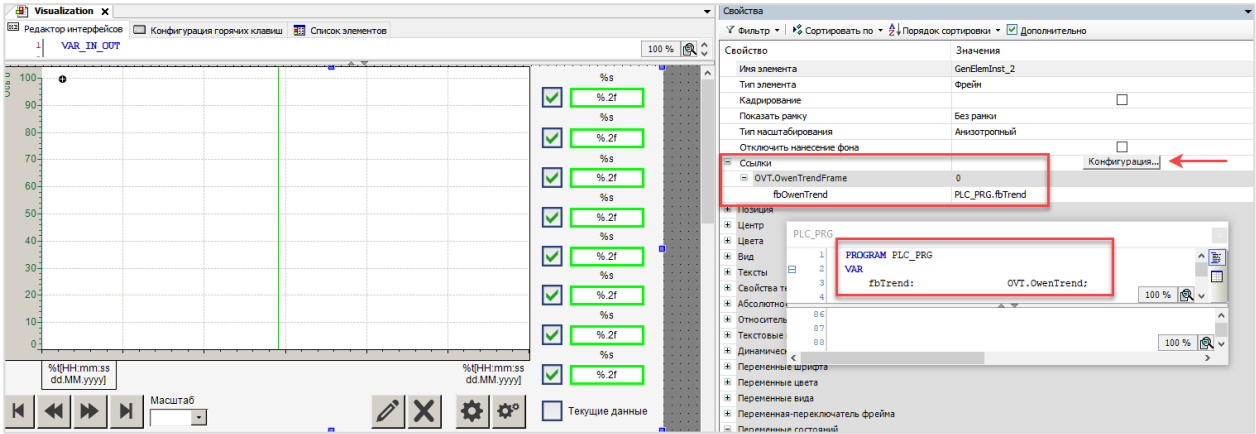 Visualization X
Редактор интерфейсов Конфигурация горячих клавиш Список элементов
1 VAR_IN_OUT
100 %
Ось 0
100
90
80
70
60
50
40
30
20
10
0
%s
%.2f
%s
%.2f
%s
%.2f
%s
%.2f
%s
%.2f
%s
%.2f
%s
%.2f
%s
%.2f
%t[HH:mm:ss
dd.MM.yyyy]
%t[HH:mm:ss
dd.MM.yyyy]
Масштаб
Текущие данные
Свойства
Фильтр Сортировать по Порядок сортировки Дополнительно
Свойство Значения
Имя элемента GenElemInst_2
Тип элемента Фрейм
Кадрирование
Показать рамку Без рамки
Тип масштабирования Анизотропный
Отключить нанесение фона
Ссылки Конфигурация...
OVT.OwenTrendFrame 0
fbOwenTrend PLC_PRG.fbTrend
Позиция
Центр
Цвета
Вид
Тексты
Свойства те
Абсолютно
Относитель
Текстовые
Динамическ
Переменные шрифта
Переменные цвета
Переменные вида
Переменная-переключатель фрейма
Переменные состояний
PLC_PRG
1 PROGRAM PLC_PRG
2 VAR
3 fbTrend: OVT.OwenTrend;
4
100 %
86
87
88
100 %